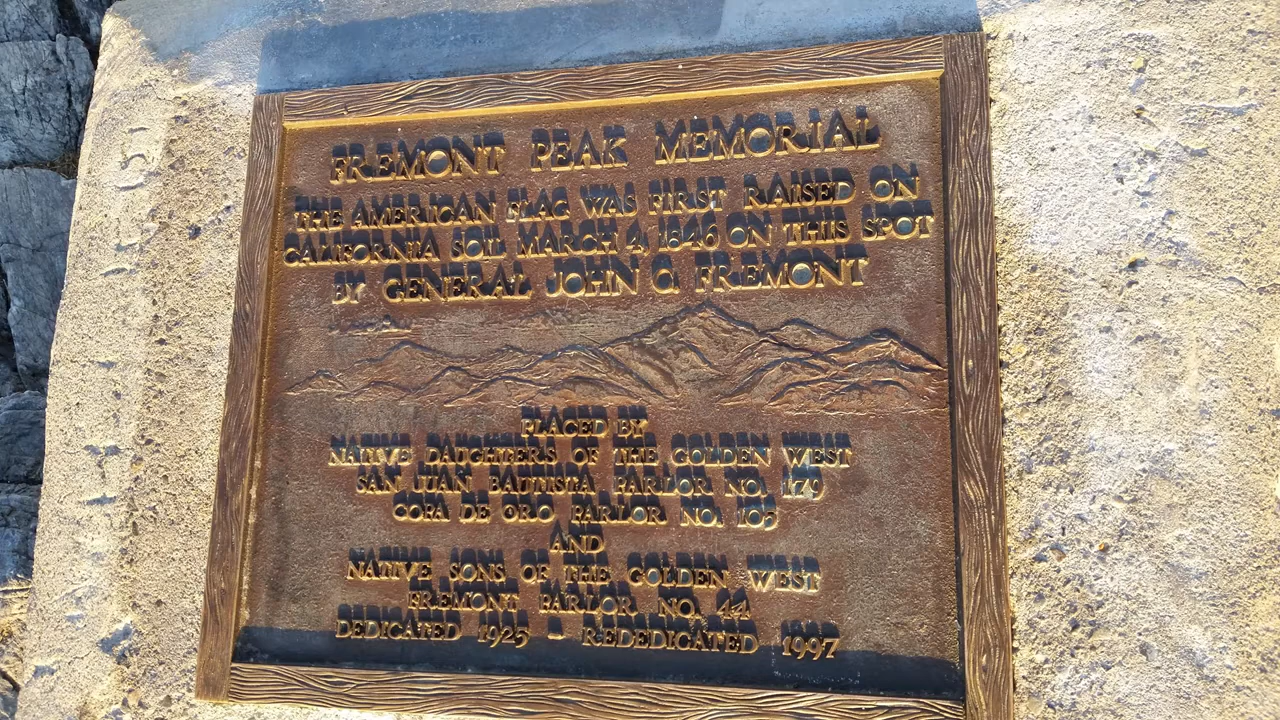 FREMONT PEAK MEMORIAL
THE AMERICAN FLAG WAS FIRST RAISED ON
CALIFORNIA SOIL MARCH 4, 1846 ON THIS SPOT
BY GENERAL JOHN C. FREMONT
PLACED BY
NATIVE DAUGHTERS OF THE GOLDEN WEST
SAN JUAN BAUTISTA PARLOR NO. 179
COPA DE ORO PARLOR NO. 105
AND
NATIVE SONS OF THE GOLDEN WEST
FREMONT PARLOR NO. 44
DEDICATED 1925 - REDEDICATED 1997